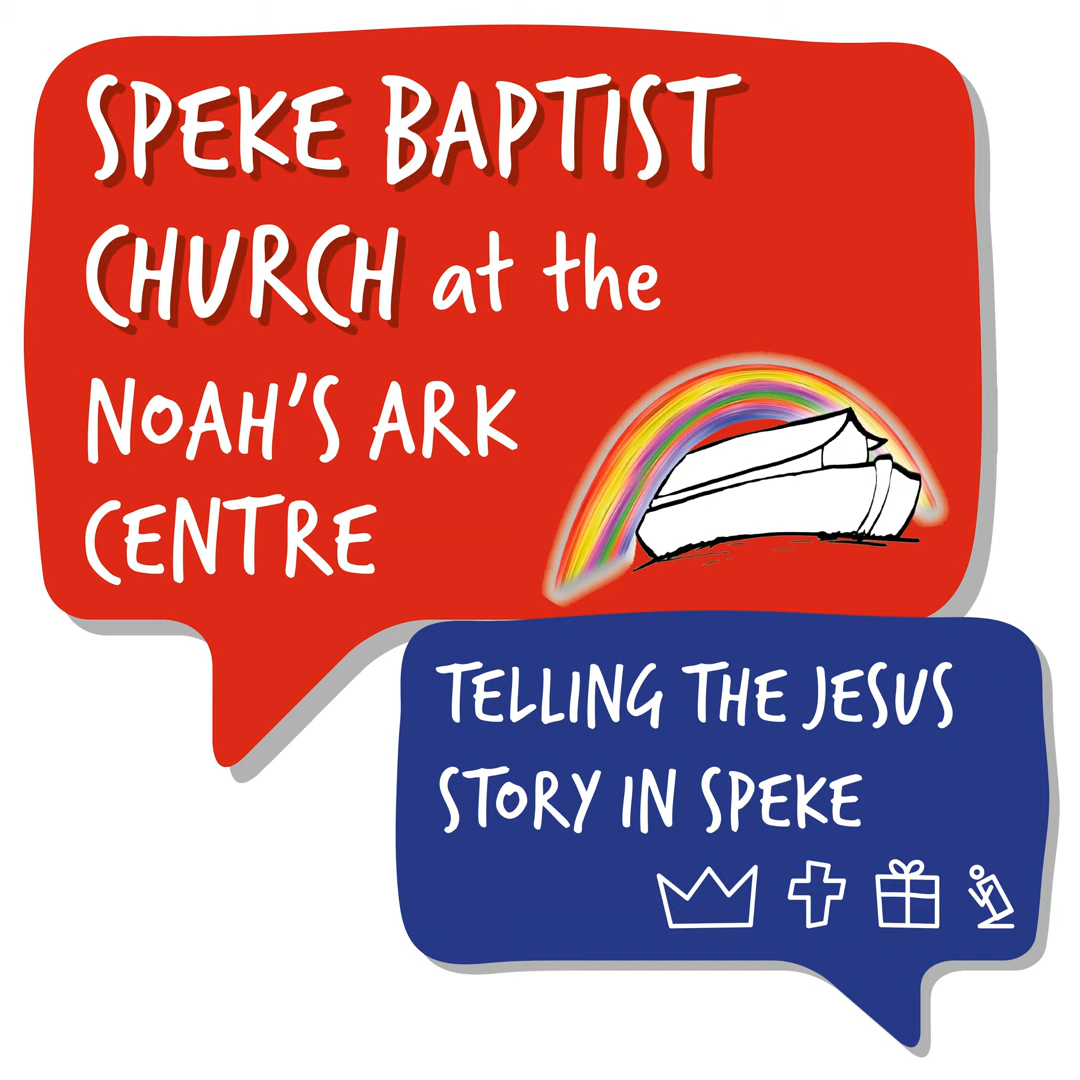 SPEKE BAPTIST
CHURCH at the
NOAH'S ARK
CENTRE
TELLING THE JESUS
STORY IN SPEKE